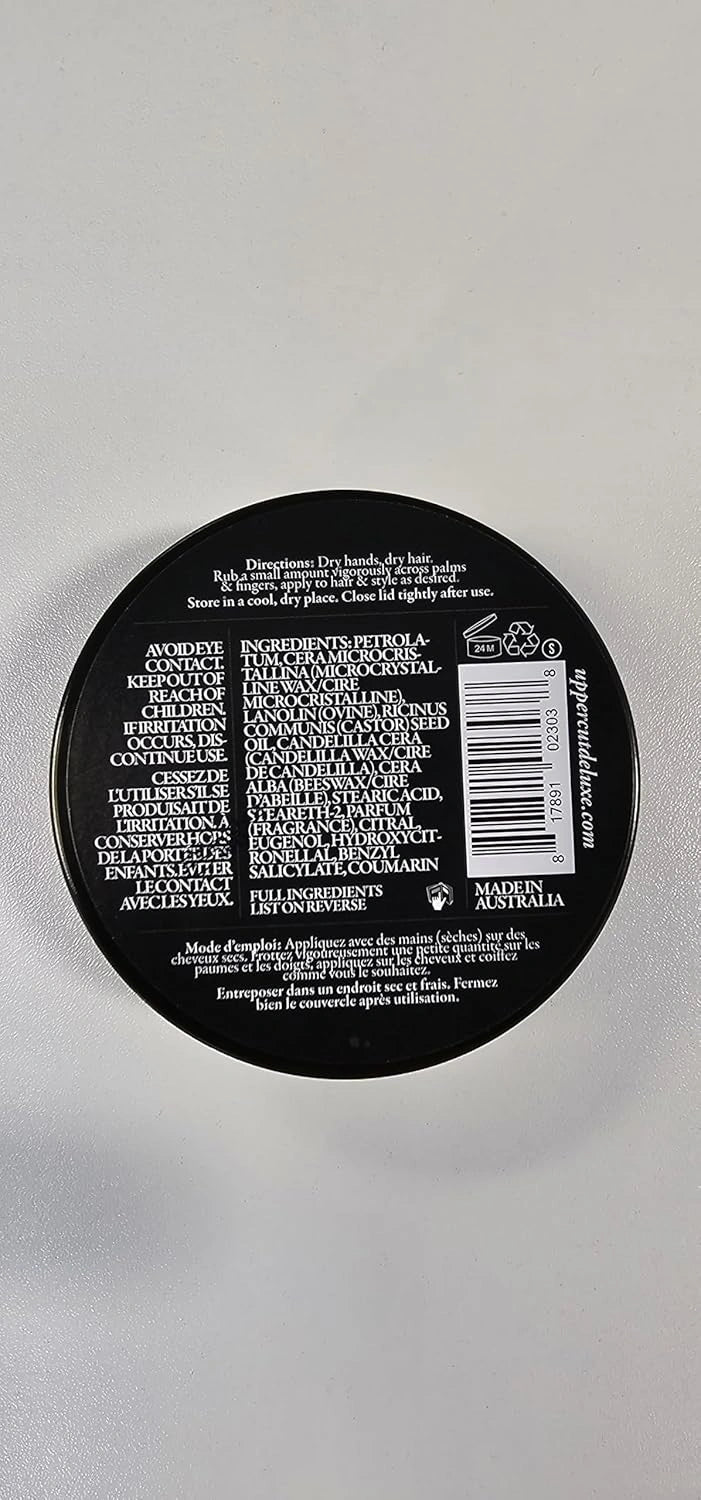 Directions: Dry hands, dry hair.
Rub a small amount vigorously across palms
& fingers, apply to hair & style as desired.
Store in a cool, dry place. Close lid tightly after use.
AVOID EYE
CONTACT.
KEEP OUT OF
REACH OF
CHILDREN.
IF IRRITATION
OCCURS, DIS-
CONTINUE USE.
CESSEZ DE
L'UTILISER S'IL SE
PRODUISAIT DE
L'IRRITATION. À
CONSERVER HORS
DE LA PORTÉE DES
ENFANTS. ÉVITER
LE CONTACT
AVEC LES YEUX.
INGREDIENTS: PETROLA-
TUM, CERA MICROCRIS-
TALLINA (MICROCRYSTAL-
LINE WAX/CIRE
MICROCRISTALLINE),
LANOLIN (OVINE), RICINUS
COMMUNIS (CASTOR) SEED
OIL, CANDELILLA CERA
(CANDELILLA WAX/CIRE
DE CANDELILLA), CERA
ALBA (BEESWAX/CIRE
D'ABEILLE), STEARIC ACID,
STEARETH-2, PARFUM
(FRAGRANCE), CITRAL,
EUGENOL, HYDROXYCIT-
RONELLAL, BENZYL
SALICYLATE, COUMARIN
FULL INGREDIENTS
LIST ON REVERSE
24 M
S
8 17891 02303 8
uppercutdeluxe.com
MADE IN
AUSTRALIA
Mode d'emploi: Appliquez avec des mains (sèches) sur des
cheveux secs. Frottez vigoureusement une petite quantité sur les
paumes et les doigts, appliquez sur les cheveux et coiffez
comme vous le souhaitez.
Entreposer dans un endroit sec et frais. Fermez
bien le couvercle après utilisation.